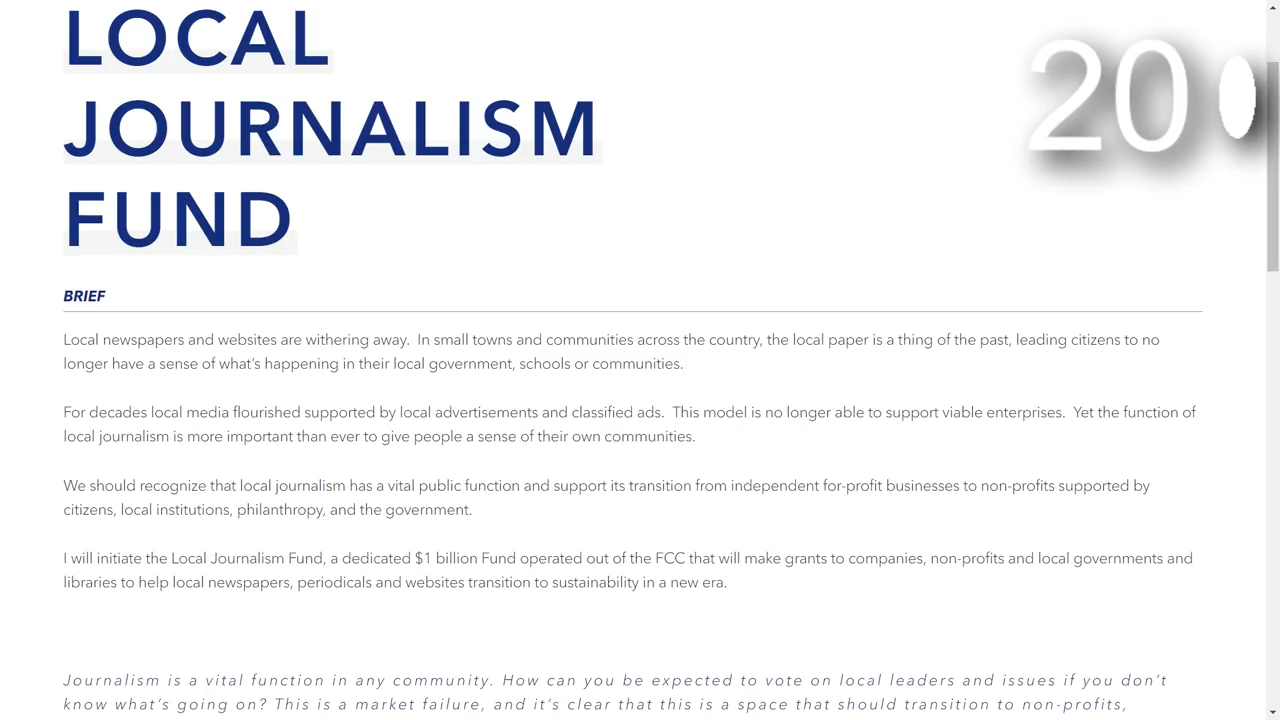 LOCAL
JOURNALISM
FUND
20
BRIEF
Local newspapers and websites are withering away.  In small towns and communities across the country, the local paper is a thing of the past, leading citizens to no
longer have a sense of what's happening in their local government, schools or communities.
For decades local media flourished supported by local advertisements and classified ads.  This model is no longer able to support viable enterprises.  Yet the function of
local journalism is more important than ever to give people a sense of their own communities.
We should recognize that local journalism has a vital public function and support its transition from independent for-profit businesses to non-profits supported by
citizens, local institutions, philanthropy, and the government.
I will initiate the Local Journalism Fund, a dedicated $1 billion Fund operated out of the FCC that will make grants to companies, non-profits and local governments and
libraries to help local newspapers, periodicals and websites transition to sustainability in a new era.
Journalism is a vital function in any community. How can you be expected to vote on local leaders and issues if you don't
know what's going on? This is a market failure, and it's clear that this is a space that should transition to non-profits,